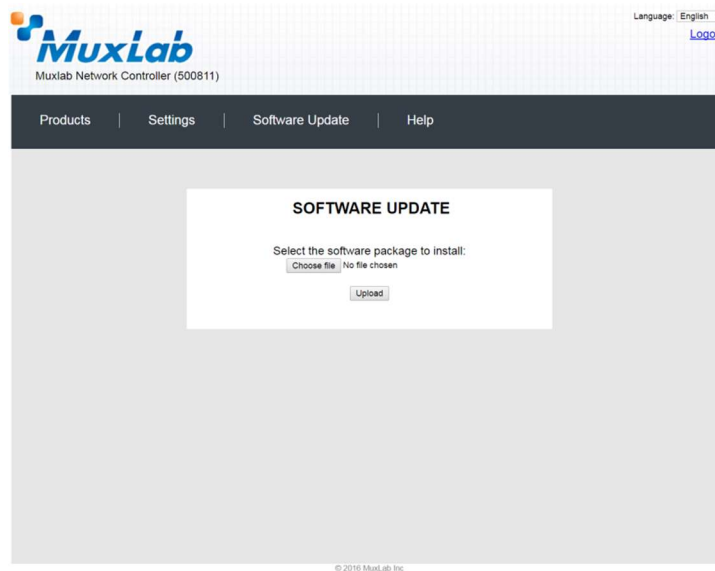 Language: English
Logo
MuxLab
Muxlab Network Controller (500811)
Products | Settings | Software Update | Help
SOFTWARE UPDATE
Select the software package to install:
Choose file No file chosen
Upload
© 2016 MuxLab Inc